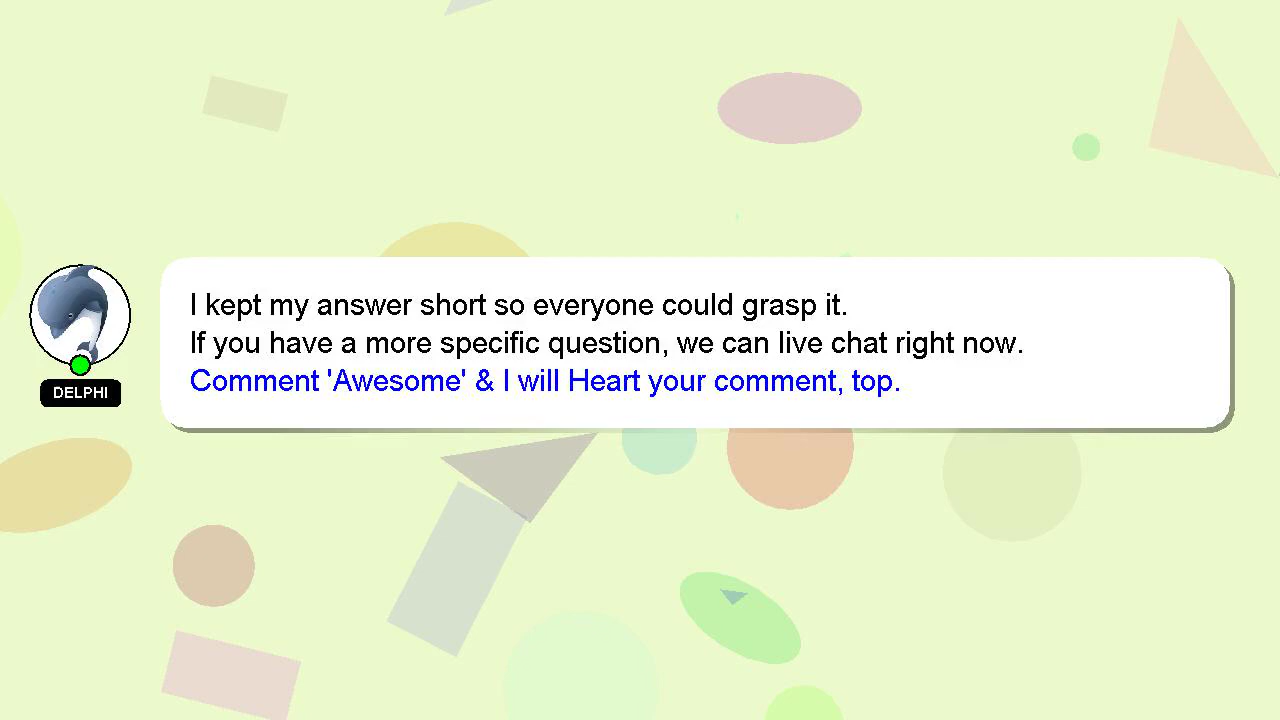 I kept my answer short so everyone could grasp it.
If you have a more specific question, we can live chat right now.
Comment 'Awesome' & I will Heart your comment, top.
DELPHI